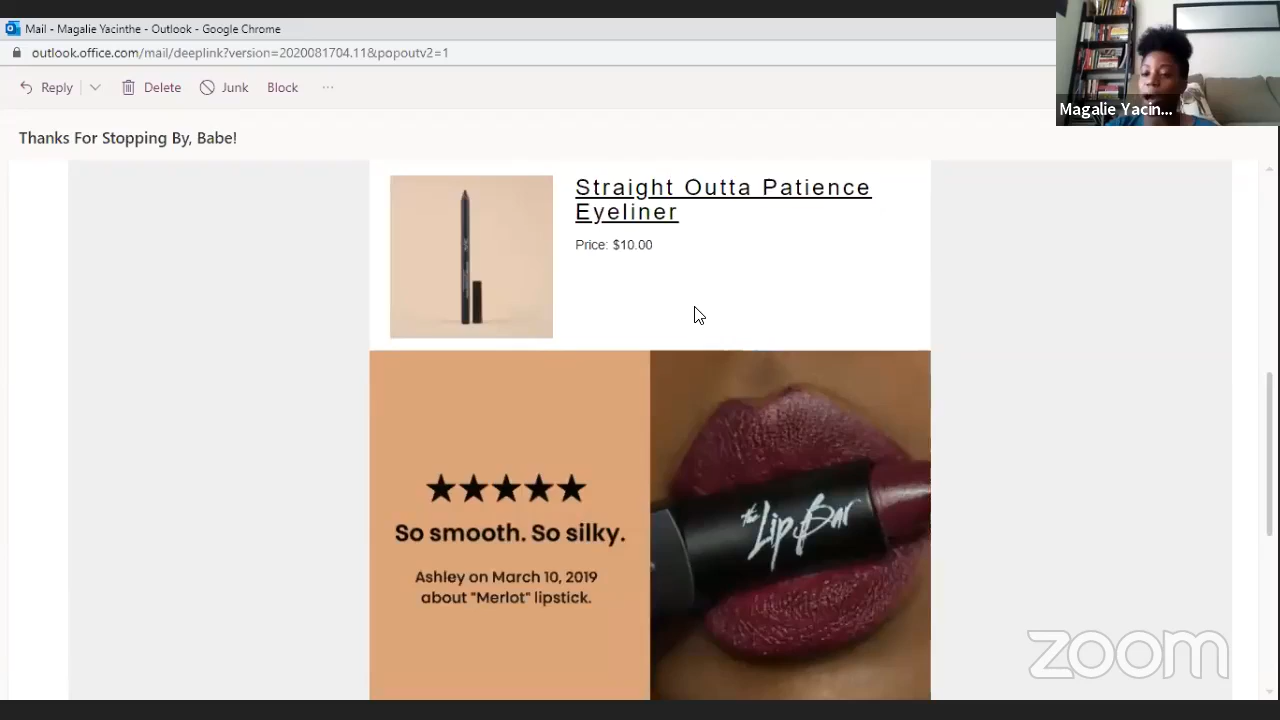 Mail - Magalie Yacinthe - Outlook - Google Chrome
outlook.office.com/mail/deeplink?version=2020081704.11&popoutv2=1
Reply
Delete
Junk
Block
Magalie Yacin...
Thanks For Stopping By, Babe!
Straight Outta Patience
Eyeliner
Price: $10.00
So smooth. So silky.
Ashley on March 10, 2019
about "Merlot" lipstick.
the Lip Bar
zoom